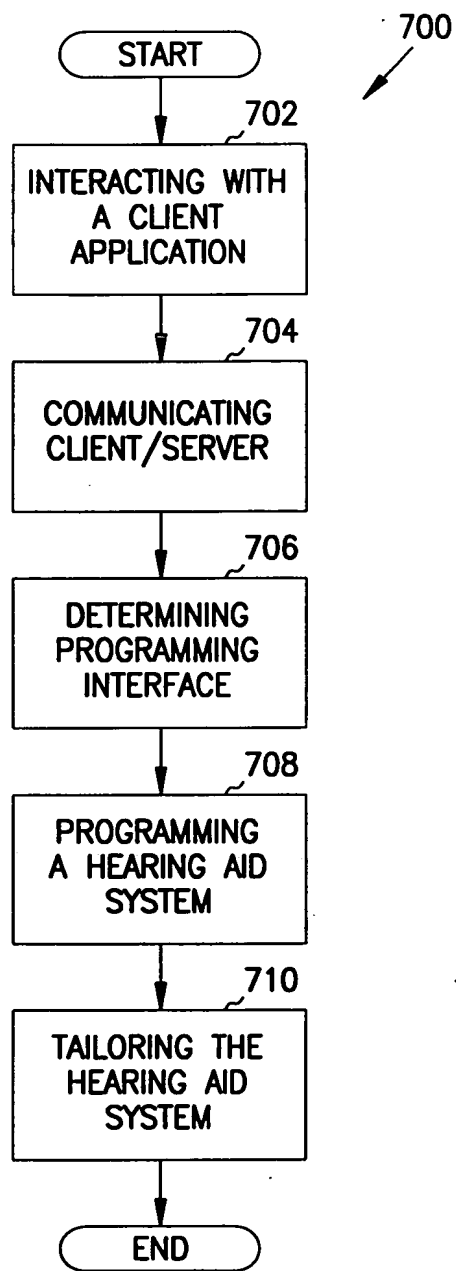 START
700
702
INTERACTING WITH
A CLIENT
APPLICATION
704
COMMUNICATING
CLIENT/SERVER
706
DETERMINING
PROGRAMMING
INTERFACE
708
PROGRAMMING
A HEARING AID
SYSTEM
710
TAILORING THE
HEARING AID
SYSTEM
END